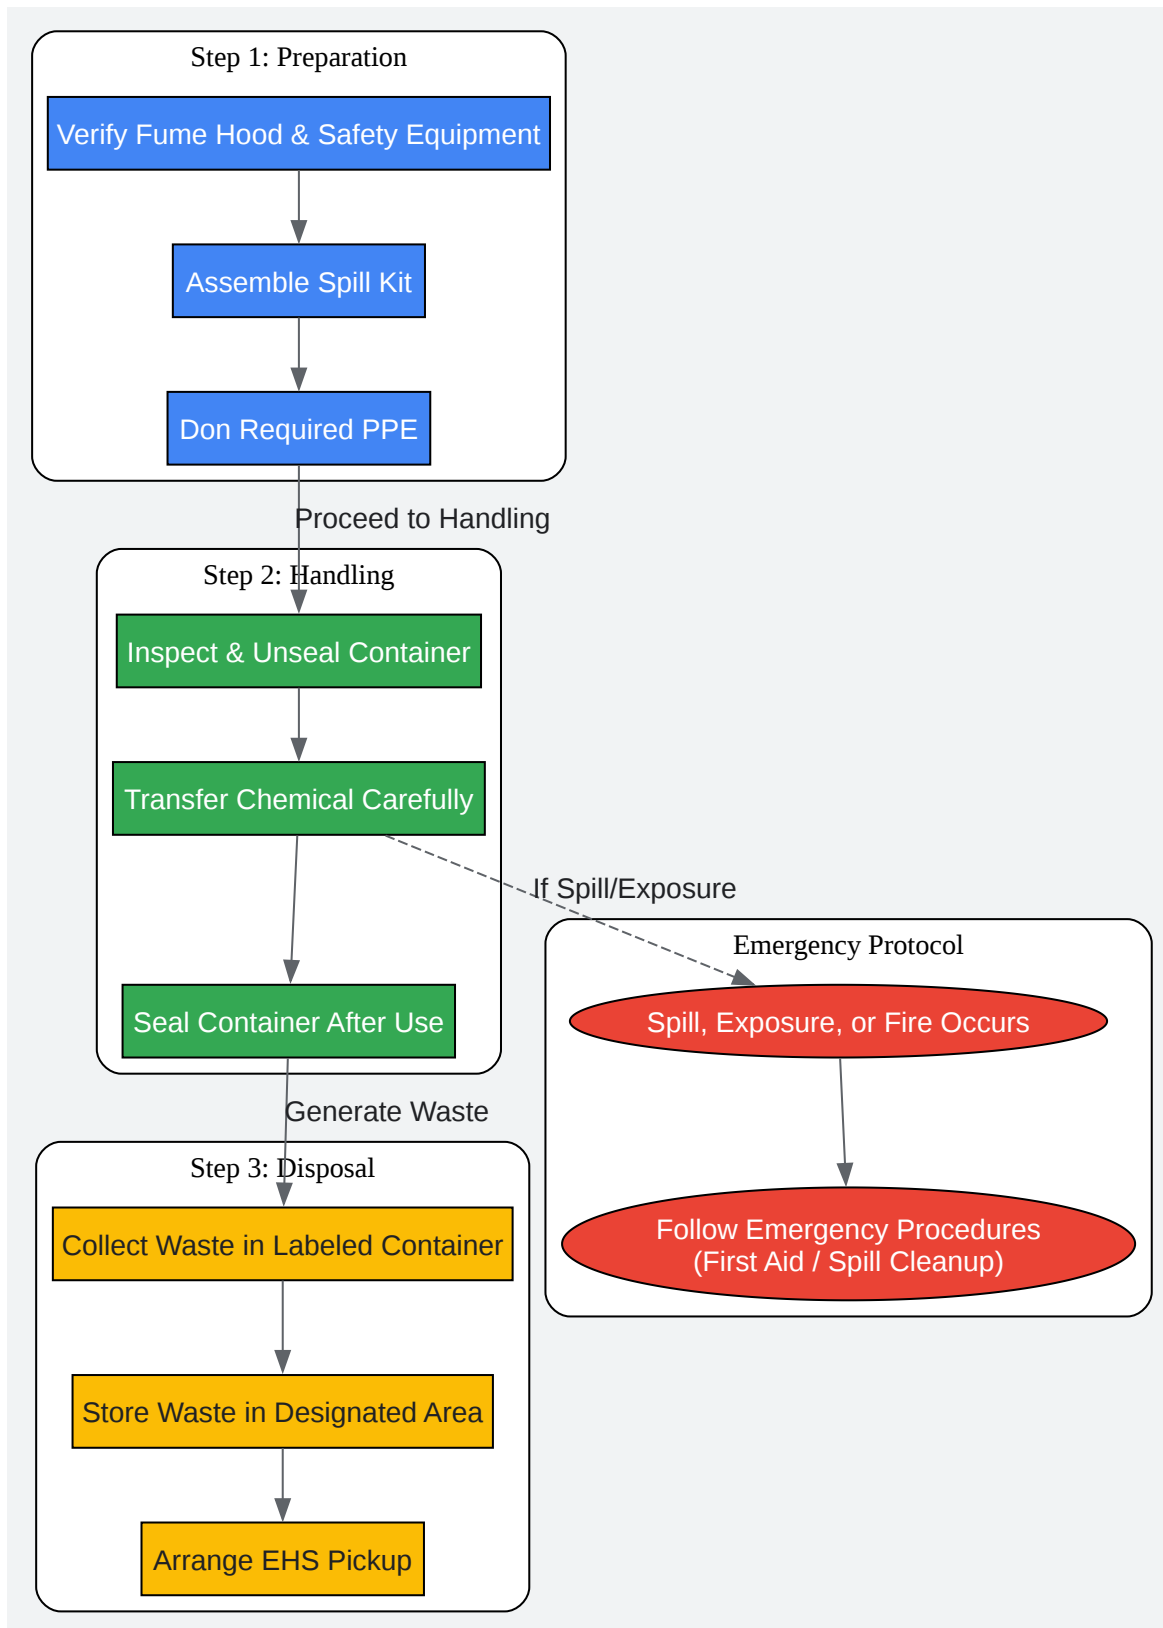 Step 1: Preparation
Verify Fume Hood & Safety Equipment
Assemble Spill Kit
Don Required PPE
Proceed to Handling
Step 2: Handling
Inspect & Unseal Container
Transfer Chemical Carefully
If Spill/Exposure
Seal Container After Use
Generate Waste
Step 3: Disposal
Collect Waste in Labeled Container
Store Waste in Designated Area
Arrange EHS Pickup
Emergency Protocol
Spill, Exposure, or Fire Occurs
Follow Emergency Procedures
(First Aid / Spill Cleanup)